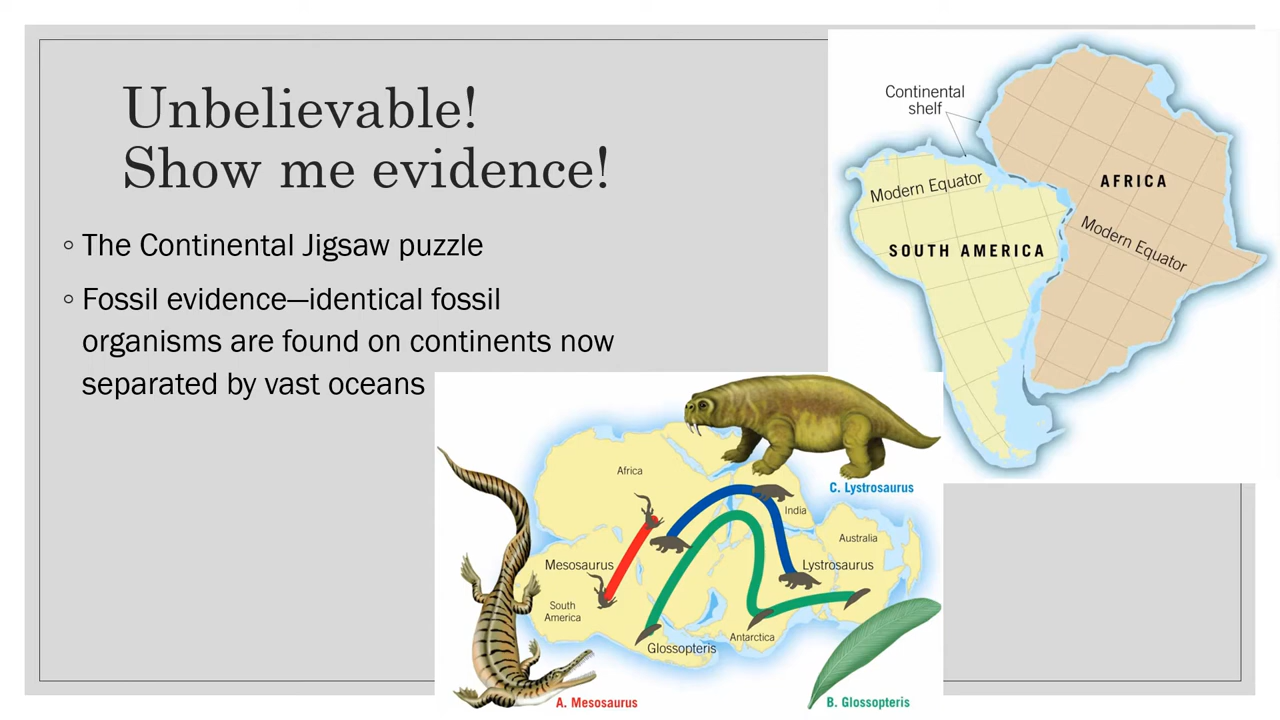 Unbelievable!
Show me evidence!
◦ The Continental Jigsaw puzzle
◦ Fossil evidence—identical fossil
organisms are found on continents now
separated by vast oceans
Continental
shelf
Modern Equator
AFRICA
SOUTH AMERICA
Modern Equator
C. Lystrosaurus
Africa
India
Australia
Mesosaurus
Lystrosaurus
South
America
Antarctica
Glossopteris
A. Mesosaurus
B. Glossopteris